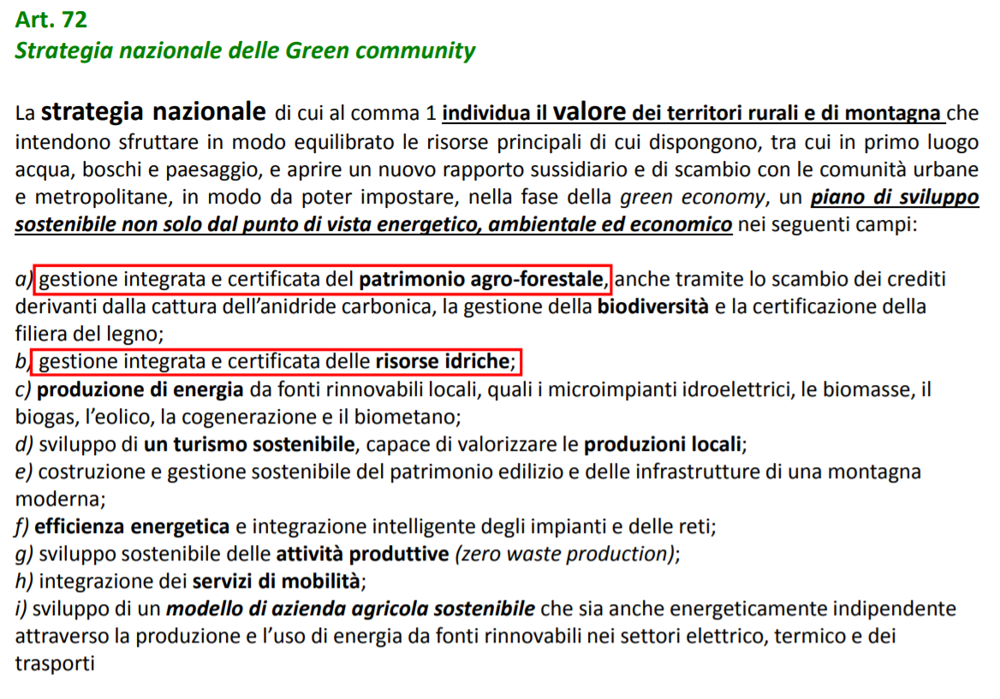 Art. 72
Strategia nazionale delle Green community
La strategia nazionale di cui al comma 1 individua il valore dei territori rurali e di montagna che
intendono sfruttare in modo equilibrato le risorse principali di cui dispongono, tra cui in primo luogo
acqua, boschi e paesaggio, e aprire un nuovo rapporto sussidiario e di scambio con le comunità urbane
e metropolitane, in modo da poter impostare, nella fase della green economy, un piano di sviluppo
sostenibile non solo dal punto di vista energetico, ambientale ed economico nei seguenti campi:
a) gestione integrata e certificata del patrimonio agro-forestale, anche tramite lo scambio dei crediti
derivanti dalla cattura dell’anidride carbonica, la gestione della biodiversità e la certificazione della
filiera del legno;
b) gestione integrata e certificata delle risorse idriche;
c) produzione di energia da fonti rinnovabili locali, quali i microimpianti idroelettrici, le biomasse, il
biogas, l’eolico, la cogenerazione e il biometano;
d) sviluppo di un turismo sostenibile, capace di valorizzare le produzioni locali;
e) costruzione e gestione sostenibile del patrimonio edilizio e delle infrastrutture di una montagna
moderna;
f) efficienza energetica e integrazione intelligente degli impianti e delle reti;
g) sviluppo sostenibile delle attività produttive (zero waste production);
h) integrazione dei servizi di mobilità;
i) sviluppo di un modello di azienda agricola sostenibile che sia anche energeticamente indipendente
attraverso la produzione e l’uso di energia da fonti rinnovabili nei settori elettrico, termico e dei
trasporti